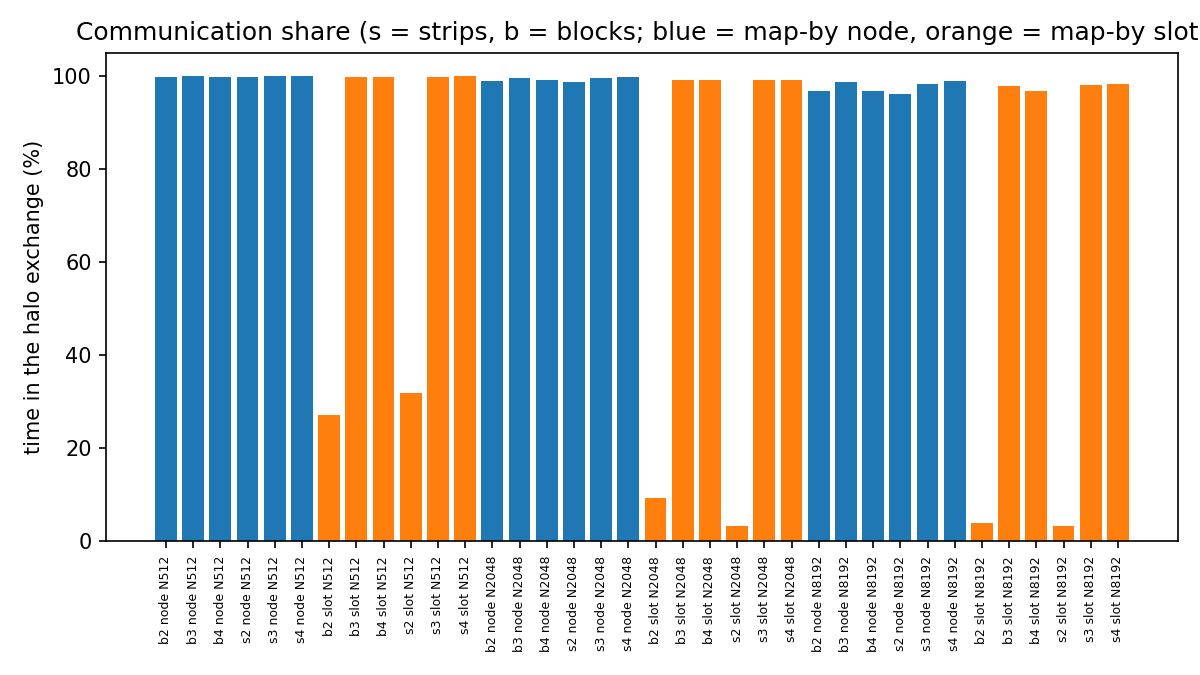 Communication share (s = strips, b = blocks; blue = map-by node, orange = map-by slot
time in the halo exchange (%)
100
80
60
40
20
0
b2 node N512
b3 node N512
b4 node N512
s2 node N512
s3 node N512
s4 node N512
b2 slot N512
b3 slot N512
b4 slot N512
s2 slot N512
s3 slot N512
s4 slot N512
b2 node N2048
b3 node N2048
b4 node N2048
s2 node N2048
s3 node N2048
s4 node N2048
b2 slot N2048
b3 slot N2048
b4 slot N2048
s2 slot N2048
s3 slot N2048
s4 slot N2048
b2 node N8192
b3 node N8192
b4 node N8192
s2 node N8192
s3 node N8192
s4 node N8192
b2 slot N8192
b3 slot N8192
b4 slot N8192
s2 slot N8192
s3 slot N8192
s4 slot N8192